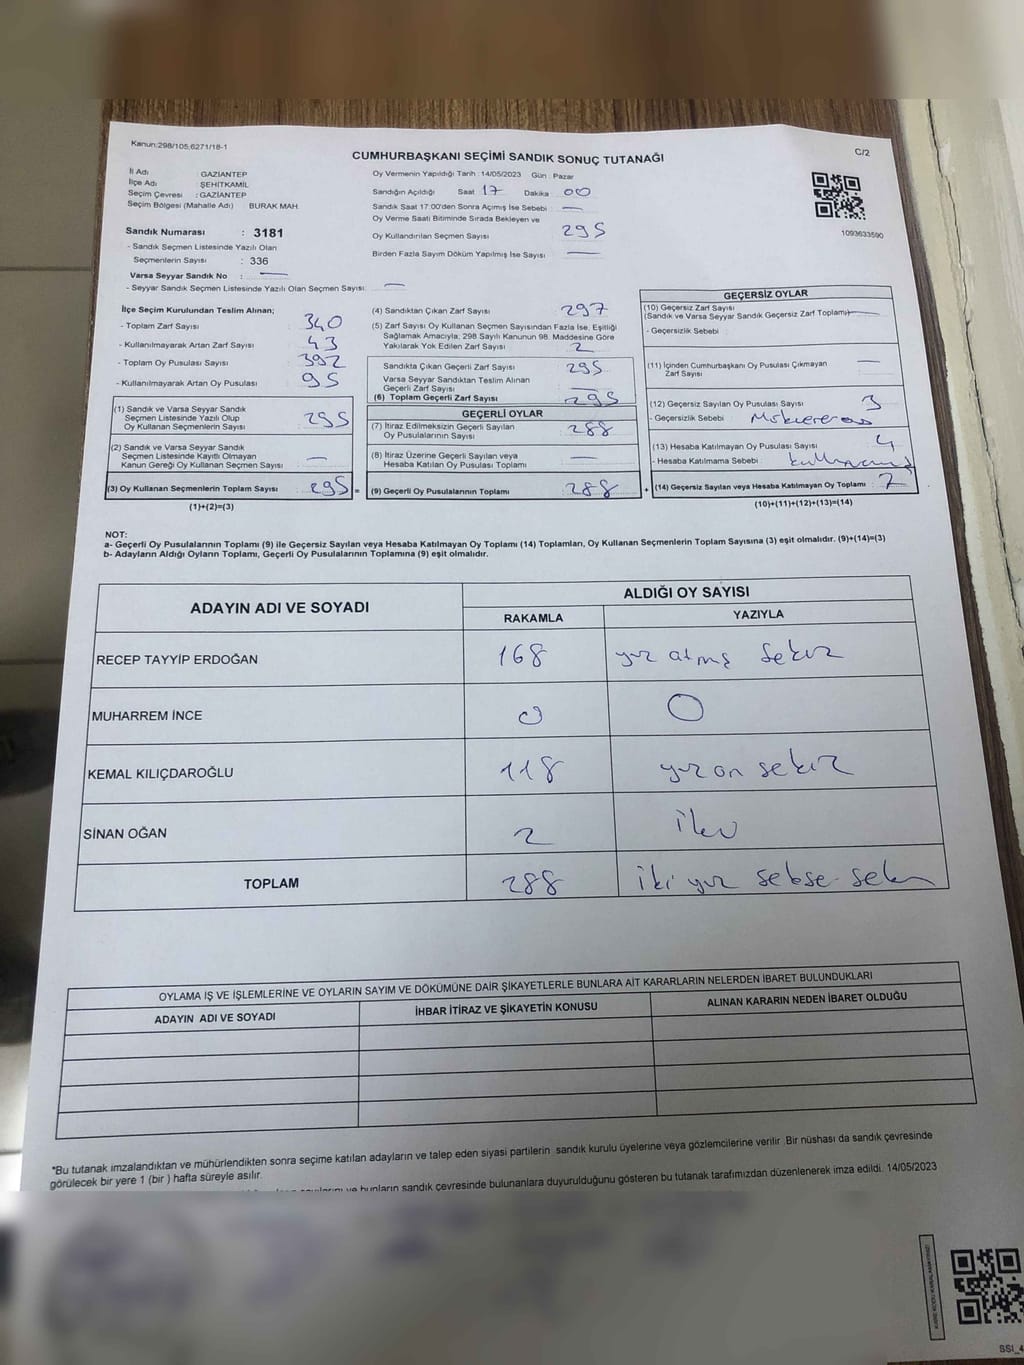 Kanun:298/105,6271/18-1
C/2
CUMHURBAŞKANI SEÇİMİ SANDIK SONUÇ TUTANAĞI
İl Adı : GAZİANTEP
İlçe Adı : ŞEHİTKAMİL
Seçim Çevresi : GAZİANTEP
Seçim Bölgesi (Mahalle Adı) BURAK MAH.
Sandık Numarası : 3181
- Sandık Seçmen Listesinde Yazılı Olan
Seçmenlerin Sayısı : 336
Varsa Seyyar Sandık No : —
- Seyyar Sandık Seçmen Listesinde Yazılı Olan Seçmen Sayısı: —
Oy Vermenin Yapıldığı Tarih :14/05/2023 Gün : Pazar
Sandığın Açıldığı Saat 17 Dakika 00
Sandık Saat 17:00'den Sonra Açımış İse Sebebi —
Oy Verme Saati Bitiminde Sırada Bekleyen ve
Oy Kullandırılan Seçmen Sayısı 295
Birden Fazla Sayım Döküm Yapılmış İse Sayısı —
1093633590
İlçe Seçim Kurulundan Teslim Alınan;
- Toplam Zarf Sayısı : 340
- Kullanılmayarak Artan Zarf Sayısı : 43
- Toplam Oy Pusulası Sayısı : 392
- Kullanılmayarak Artan Oy Pusulası : 95
(1) Sandık ve Varsa Seyyar Sandık
Seçmen Listesinde Yazılı Olup
Oy Kullanan Seçmenlerin Sayısı : 295
(2) Sandık ve Varsa Seyyar Sandık
Seçmen Listesinde Kayıtlı Olmayan
Kanun Gereği Oy Kullanan Seçmen Sayısı : —
(3) Oy Kullanan Seçmenlerin Toplam Sayısı : 295
(1)+(2)=(3)
(4) Sandıktan Çıkan Zarf Sayısı : 297
(5) Zarf Sayısı Oy Kullanan Seçmen Sayısından Fazla İse, Eşitliği
Sağlamak Amacıyla; 298 Sayılı Kanunun 98. Maddesine Göre
Yakılarak Yok Edilen Zarf Sayısı : 2
Sandıkta Çıkan Geçerli Zarf Sayısı : 295
Varsa Seyyar Sandıktan Teslim Alınan
Geçerli Zarf Sayısı : —
(6) Toplam Geçerli Zarf Sayısı : 295
GEÇERLİ OYLAR
(7) İtiraz Edilmeksizin Geçerli Sayılan
Oy Pusulalarının Sayısı : 288
(8) İtiraz Üzerine Geçerli Sayılan veya
Hesaba Katılan Oy Pusulası Toplamı : —
= (9) Geçerli Oy Pusulalarının Toplamı : 288
GEÇERSİZ OYLAR
(10) Geçersiz Zarf Sayısı
(Sandık ve Varsa Seyyar Sandık Geçersiz Zarf Toplamı) —
- Geçersizlik Sebebi :
(11) İçinden Cumhurbaşkanı Oy Pusulası Çıkmayan
Zarf Sayısı : —
(12) Geçersiz Sayılan Oy Pusulası Sayısı : 3
- Geçersizlik Sebebi :
(13) Hesaba Katılmayan Oy Pusulası Sayısı : 4
- Hesaba Katılmama Sebebi :
+ (14) Geçersiz Sayılan veya Hesaba Katılmayan Oy Toplamı : 7
(10)+(11)+(12)+(13)=(14)
NOT:
a- Geçerli Oy Pusulalarının Toplamı (9) ile Geçersiz Sayılan veya Hesaba Katılmayan Oy Toplamı (14) Toplamları, Oy Kullanan Seçmenlerin Toplam Sayısına (3) eşit olmalıdır. (9)+(14)=(3)
b- Adayların Aldığı Oyların Toplamı, Geçerli Oy Pusulalarının Toplamına (9) eşit olmalıdır.
ADAYIN ADI VE SOYADI
ALDIĞI OY SAYISI
RAKAMLA YAZIYLA
RECEP TAYYİP ERDOĞAN 168 yüz atmış sekiz
MUHARREM İNCE 0 0
KEMAL KILIÇDAROĞLU 118 yüz on sekiz
SİNAN OĞAN 2 iki
TOPLAM 288 iki yüz sekse sekiz
OYLAMA İŞ VE İŞLEMLERİNE VE OYLARIN SAYIM VE DÖKÜMÜNE DAİR ŞİKAYETLERLE BUNLARA AİT KARARLARIN NELERDEN İBARET BULUNDUKLARI
ADAYIN ADI VE SOYADI İHBAR İTİRAZ VE ŞİKAYETİN KONUSU ALINAN KARARIN NEDEN İBARET OLDUĞU
*Bu tutanak imzalandıktan ve mühürlendikten sonra seçime katılan adayların ve talep eden siyasi partilerin sandık kurulu üyelerine veya gözlemcilerine verilir .Bir nüshası da sandık çevresinde
görülecek bir yere 1 (bir ) hafta süreyle asılır.
ve bunların sandık çevresinde bulunanlara duyurulduğunu gösteren bu tutanak tarafımızdan düzenlenerek imza edildi. 14/05/2023
SSI_4